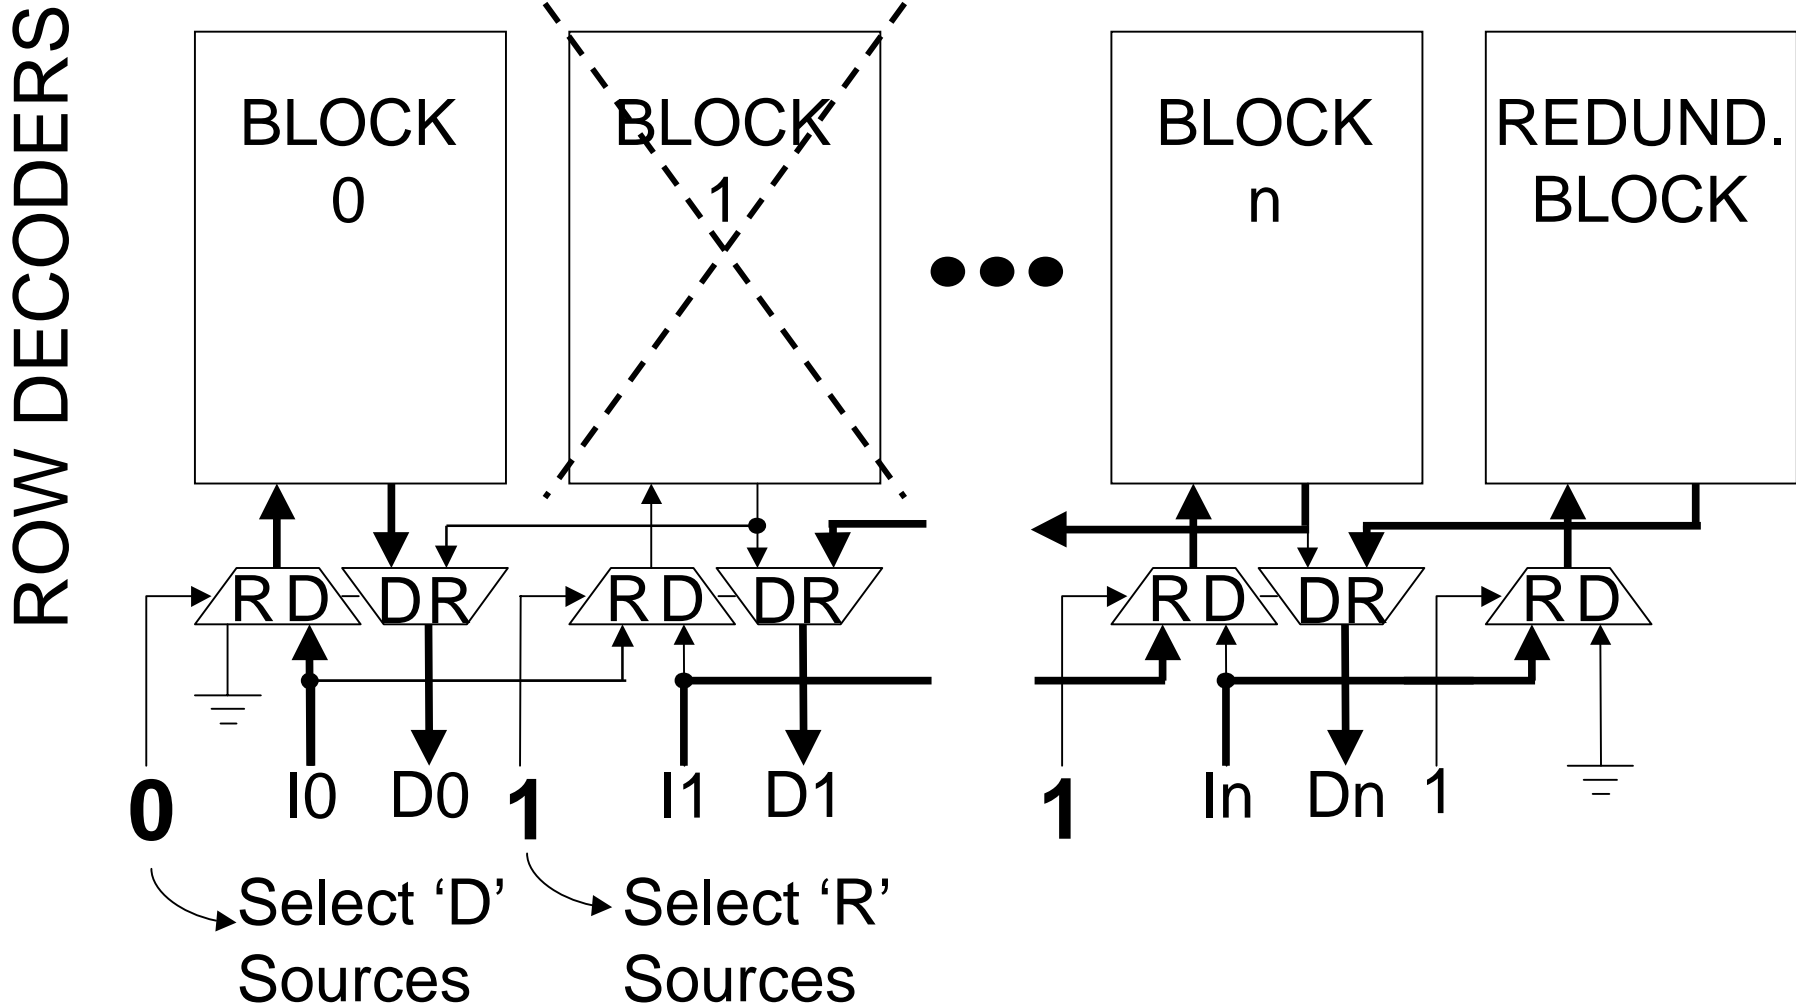 ROW DECODERS
BLOCK
0
BLOCK
1
BLOCK
n
REDUND.
BLOCK
R D
D R
R D
D R
R D
D R
R D
0
I0
D0
1
I1
D1
1
In
Dn
1
Select ‘D’
Sources
Select ‘R’
Sources